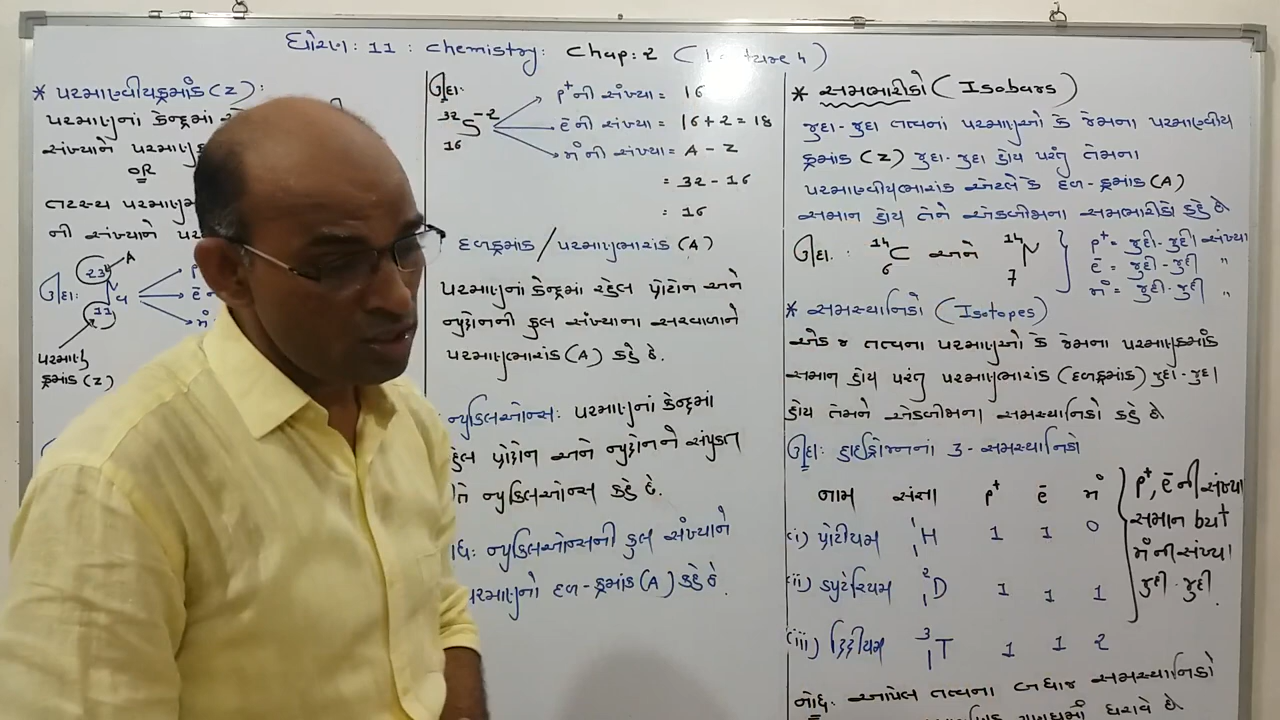 ધોરણ : 11 : chemistry : Chap : 2 ( 4 )
* પરમાણ્વીયક્રમાંક (Z) :
પરમાણુનાં કેન્દ્રમાં
સંખ્યાને પરમાણુ
OR
તટસ્થ પરમાણુ
ની સંખ્યાને
ઉદા : 23 A
11
પરમાણુ
ક્રમાંક (Z)
ઉદા :
32 S -2 16
p+ની સંખ્યા = 16
ēની સંખ્યા = 16+2 = 18
nંની સંખ્યા = A - Z
= 32 - 16
= 16
દળક્રમાંક / પરમાણુભારાંક (A)
પરમાણુનાં કેન્દ્રમાં રહેલ પ્રોટોન અને
ન્યુટ્રોનની કુલ સંખ્યાના સરવાળાને
પરમાણુભારાંક (A) કહે છે.
ન્યુક્લિઓન્સ : પરમાણુનાં કેન્દ્રમાં
પ્રોટોન અને ન્યુટ્રોનને સંયુક્ત
ન્યુક્લિઓન્સ કહે છે.
ન્યુક્લિઓન્સની કુલ સંખ્યાને
દળ-ક્રમાંક (A) કહે છે.
* સમભારીકો (Isobars)
જુદા-જુદા તત્વનાં પરમાણુઓ કે જેમના પરમાણ્વીય
ક્રમાંક (Z) જુદા-જુદા હોય પરંતુ તેમના
પરમાણ્વીયભારાંક એટલે કે દળ-ક્રમાંક (A)
સમાન હોય તેને એકબીજાના સમભારીકો કહે છે
ઉદા. : 14 C 6 અને 14 N 7
p+ = જુદી-જુદી સંખ્યા
ē = જુદી-જુદી "
nં = જુદી-જુદી "
* સમસ્થાનિકો (Isotopes)
એક જ તત્વના પરમાણુઓ કે જેમના પરમાણુક્રમાંક
સમાન હોય પરંતુ પરમાણુભારાંક (દળક્રમાંક) જુદા-જુદા
હોય તેમને એકબીજાના સમસ્થાનિકો કહે છે
ઉદા : હાઈડ્રોજનનાં 3 - સમસ્થાનિકો
નામ સંજ્ઞા p+ ē nં
(i) પ્રોટીયમ 1 H 1 1 1 0
(ii) ડ્યુટેરિયમ 2 D 1 1 1 1
(iii) ટ્રિટીયમ 3 T 1 1 1 2
p+, ēની સંખ્યા
સમાન but
nંની સંખ્યા
જુદી-જુદી.
નોંધ : આપેલ તત્વના બધાજ સમસ્થાનિકો
ધરાવે છે.